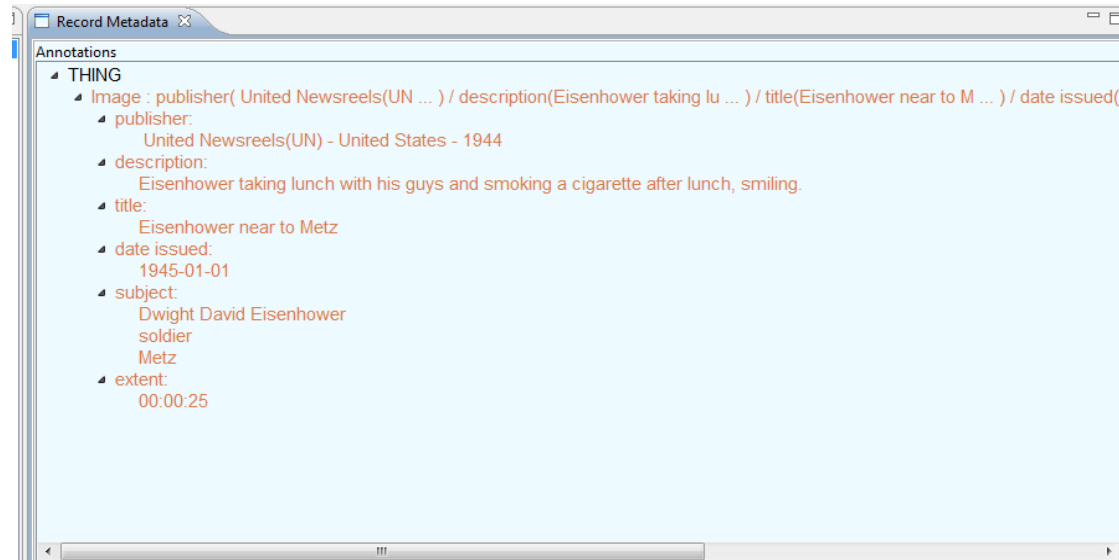 Record Metadata
Annotations
THING
Image : publisher( United Newsreels(UN ... ) / description(Eisenhower taking lu ... ) / title(Eisenhower near to M ... ) / date issued(
publisher:
United Newsreels(UN) - United States - 1944
description:
Eisenhower taking lunch with his guys and smoking a cigarette after lunch, smiling.
title:
Eisenhower near to Metz
date issued:
1945-01-01
subject:
Dwight David Eisenhower
soldier
Metz
extent:
00:00:25